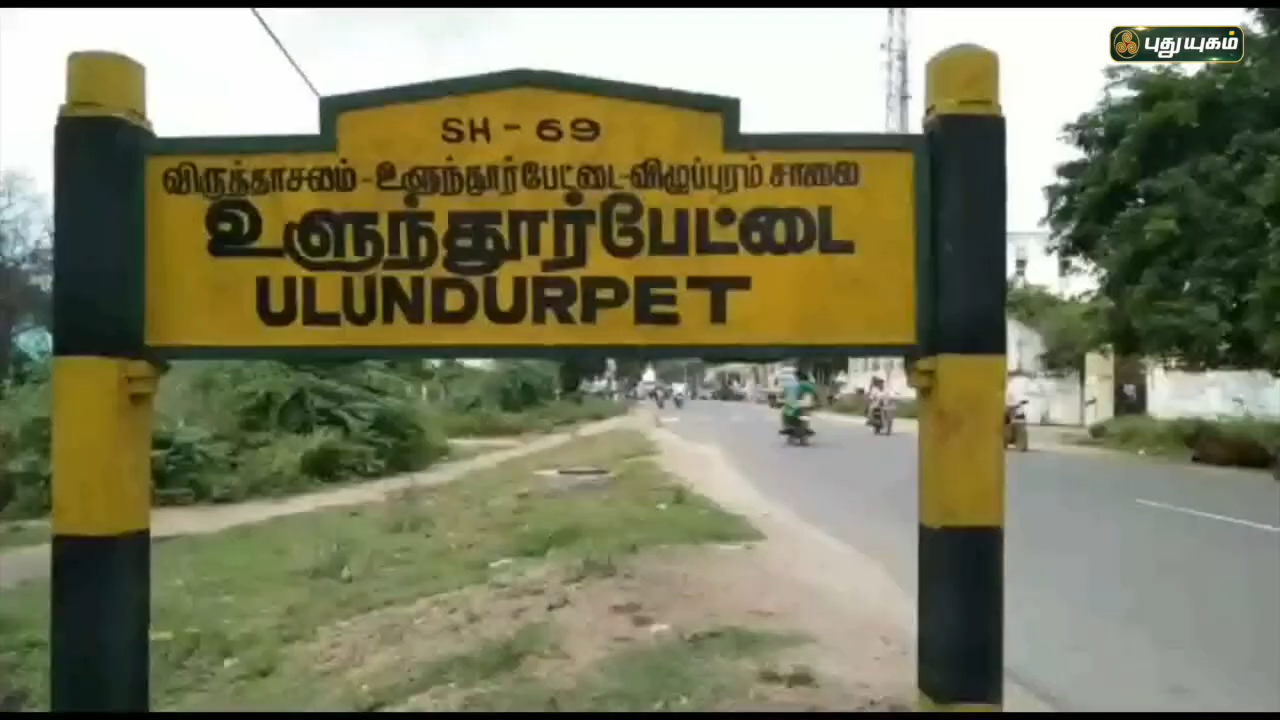 புதுயுகம்
SH - 69
விருத்தாசலம் - உளுந்தூர்பேட்டை - விழுப்புரம் சாலை
உளுந்தூர்பேட்டை
ULUNDURPET